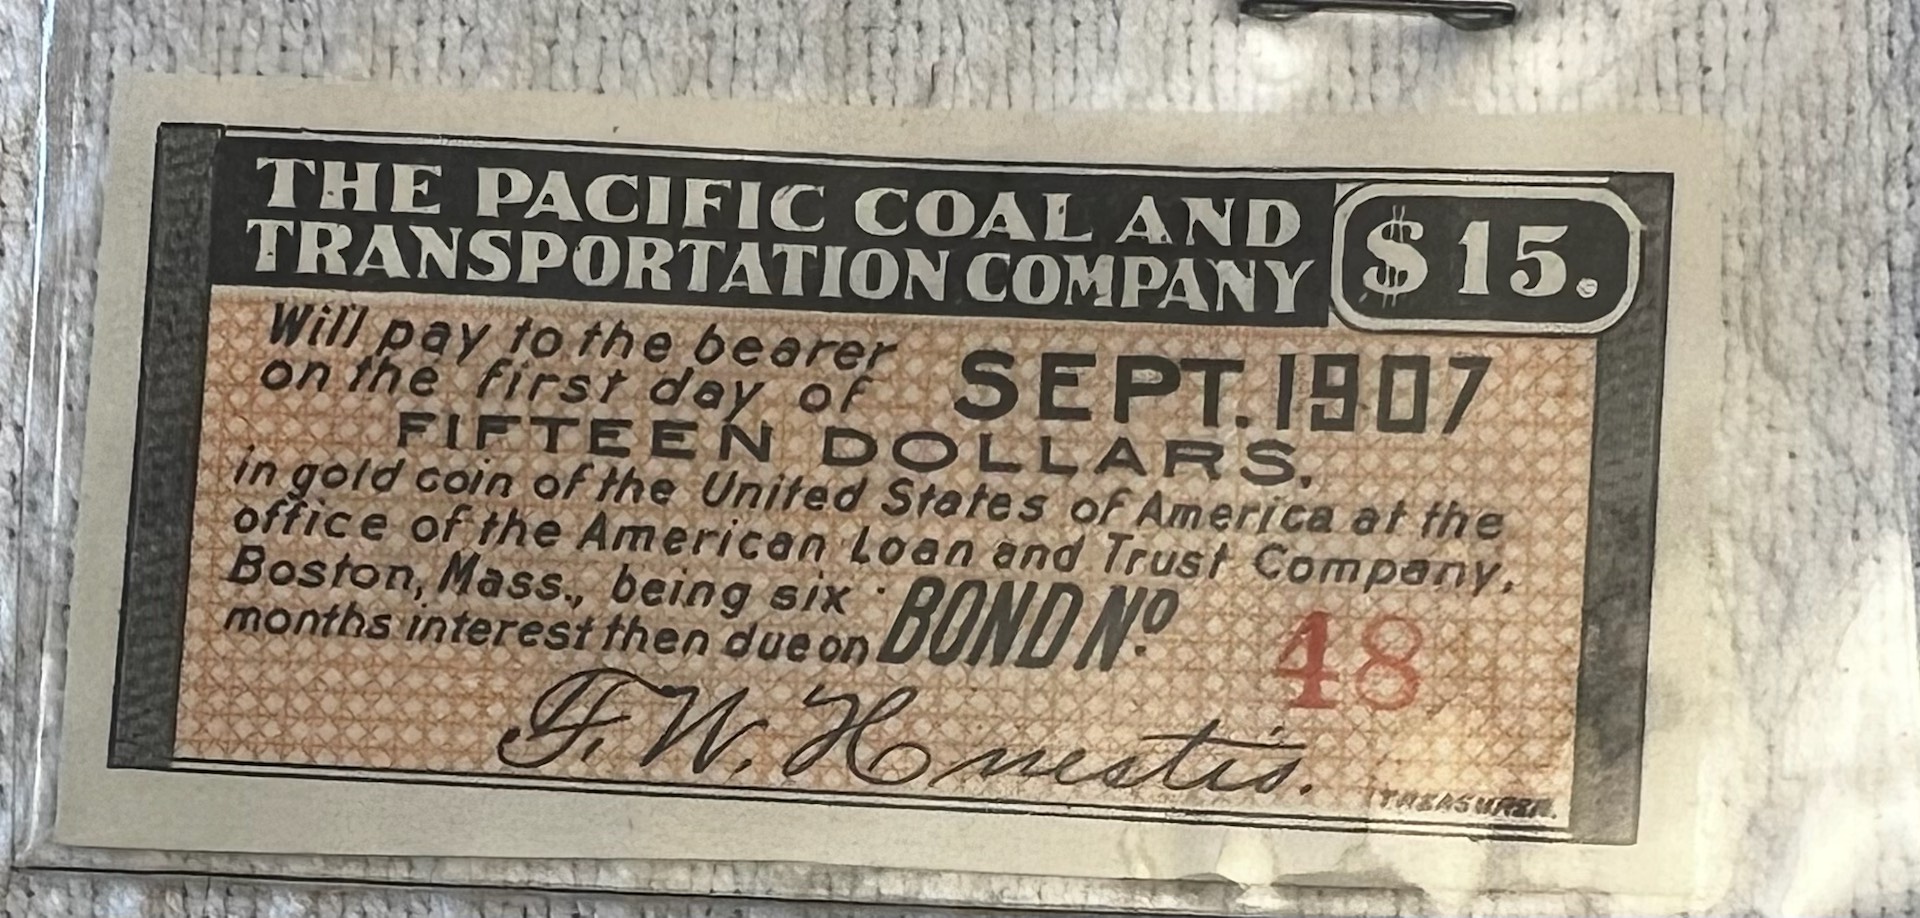 THE PACIFIC COAL AND
TRANSPORTATION COMPANY
$15.
Will pay to the bearer
on the first day of SEPT. 1907
FIFTEEN DOLLARS.
in gold coin of the United States of America at the
office of the American Loan and Trust Company,
Boston, Mass., being six
months interest then due on BOND No. 48
F. W. Huestis.
TREASURER.